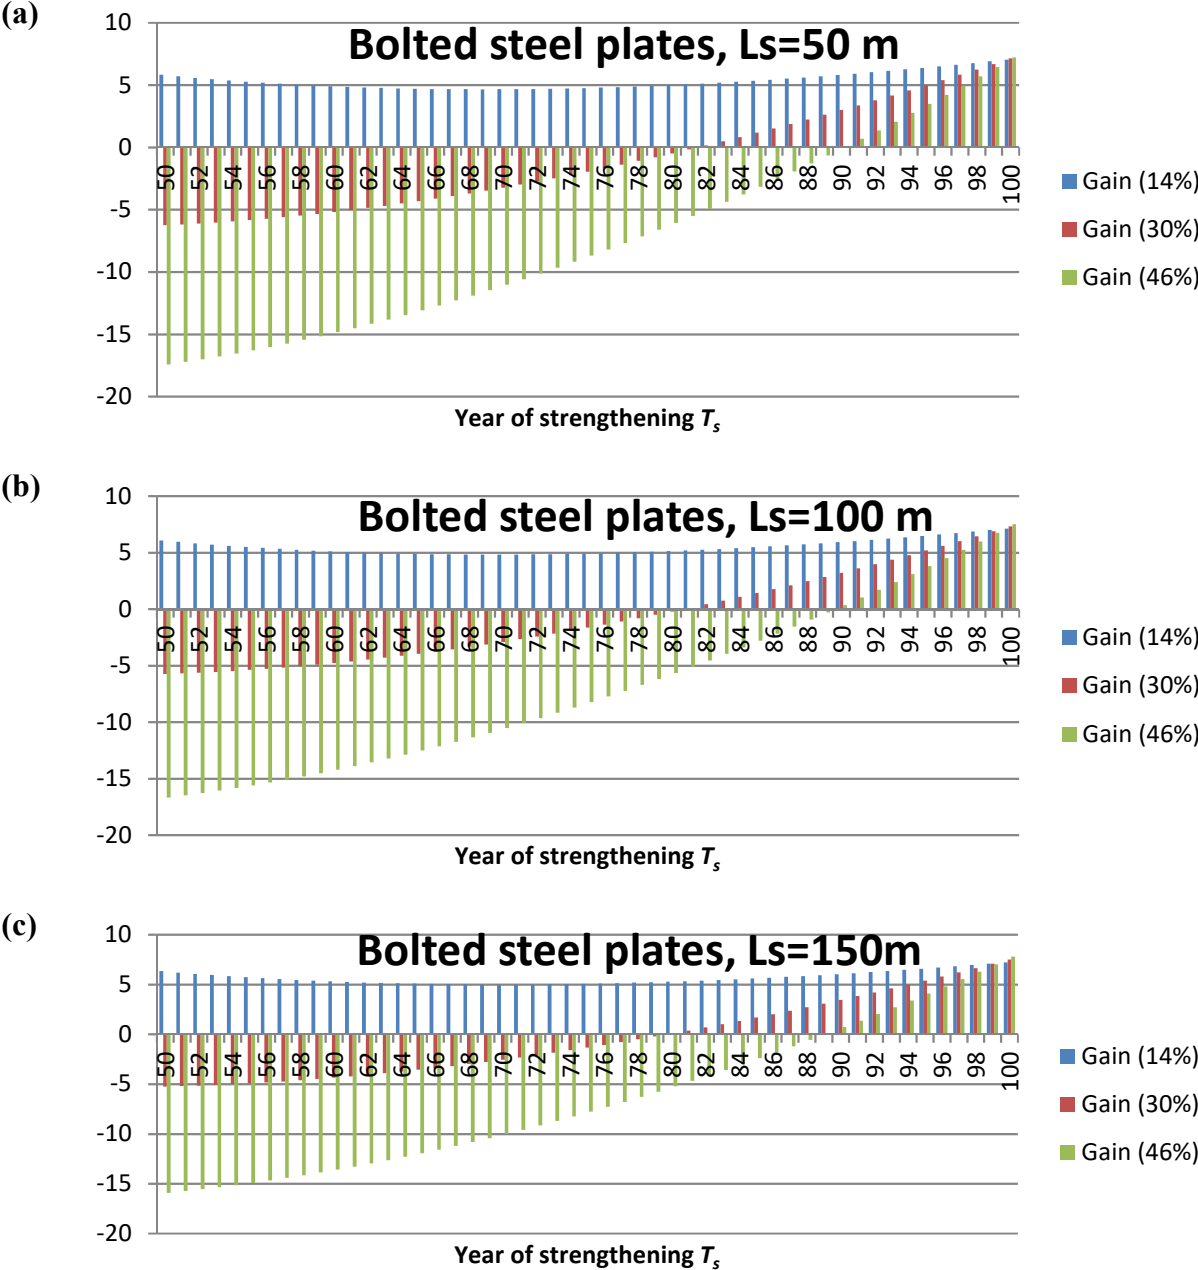 (a)
Bolted steel plates, Ls=50 m
10
5
0
-5
-10
-15
-20
50 52 54 56 58 60 62 64 66 68 70 72 74 76 78 80 82 84 86 88 90 92 94 96 98 100
Year of strengthening Ts
Gain (14%)
Gain (30%)
Gain (46%)
(b)
Bolted steel plates, Ls=100 m
10
5
0
-5
-10
-15
-20
50 52 54 56 58 60 62 64 66 68 70 72 74 76 78 80 82 84 86 88 90 92 94 96 98 100
Year of strengthening Ts
Gain (14%)
Gain (30%)
Gain (46%)
(c)
Bolted steel plates, Ls=150m
10
5
0
-5
-10
-15
-20
50 52 54 56 58 60 62 64 66 68 70 72 74 76 78 80 82 84 86 88 90 92 94 96 98 100
Year of strengthening Ts
Gain (14%)
Gain (30%)
Gain (46%)